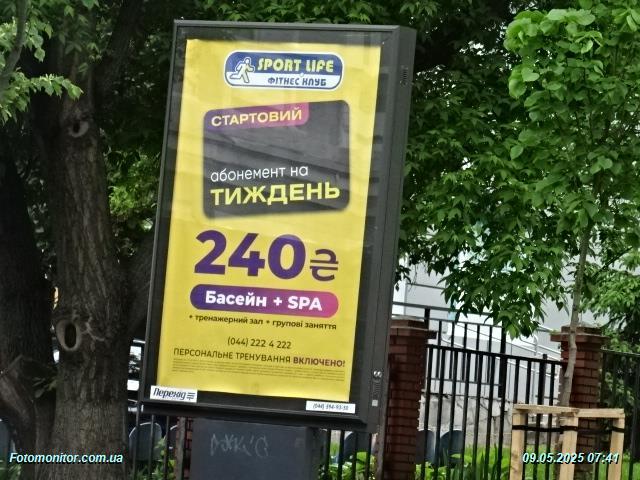 SPORT LIFE
ФІТНЕС КЛУБ
СТАРТОВИЙ
абонемент на
ТИЖДЕНЬ
240₴
Басейн + SPA
+ тренажерний зал + групові заняття
(044) 222 4 222
ПЕРСОНАЛЬНЕ ТРЕНУВАННЯ ВКЛЮЧЕНО!
Перехід
Fotomonitor.com.ua
09.05.2025 07:41